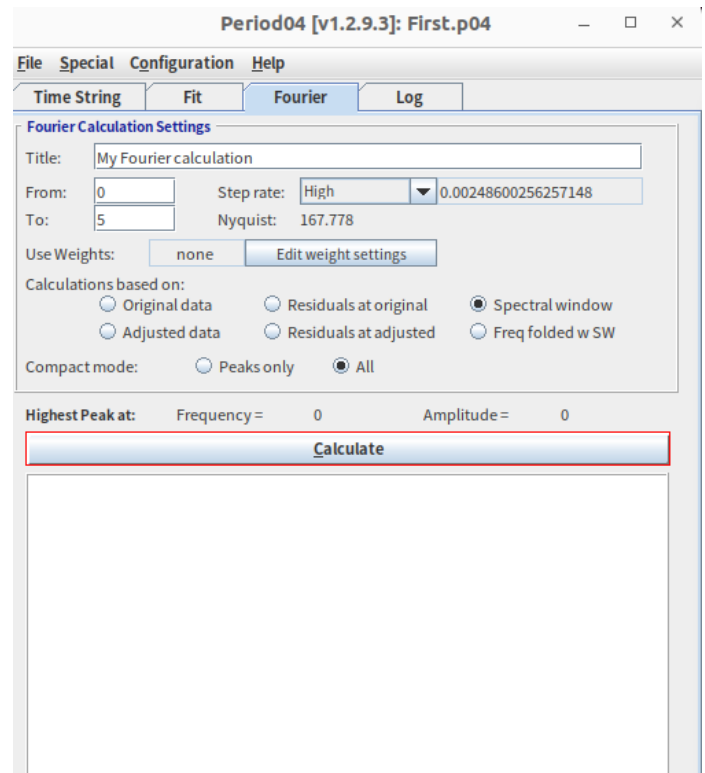 Period04 [v1.2.9.3]: First.p04
File Special Configuration Help
Time String Fit Fourier Log
Fourier Calculation Settings
Title: My Fourier calculation
From: 0 Step rate: High 0.00248600256257148
To: 5 Nyquist: 167.778
Use Weights: none Edit weight settings
Calculations based on:
Original data Residuals at original Spectral window
Adjusted data Residuals at adjusted Freq folded w SW
Compact mode: Peaks only All
Highest Peak at: Frequency = 0 Amplitude = 0
Calculate